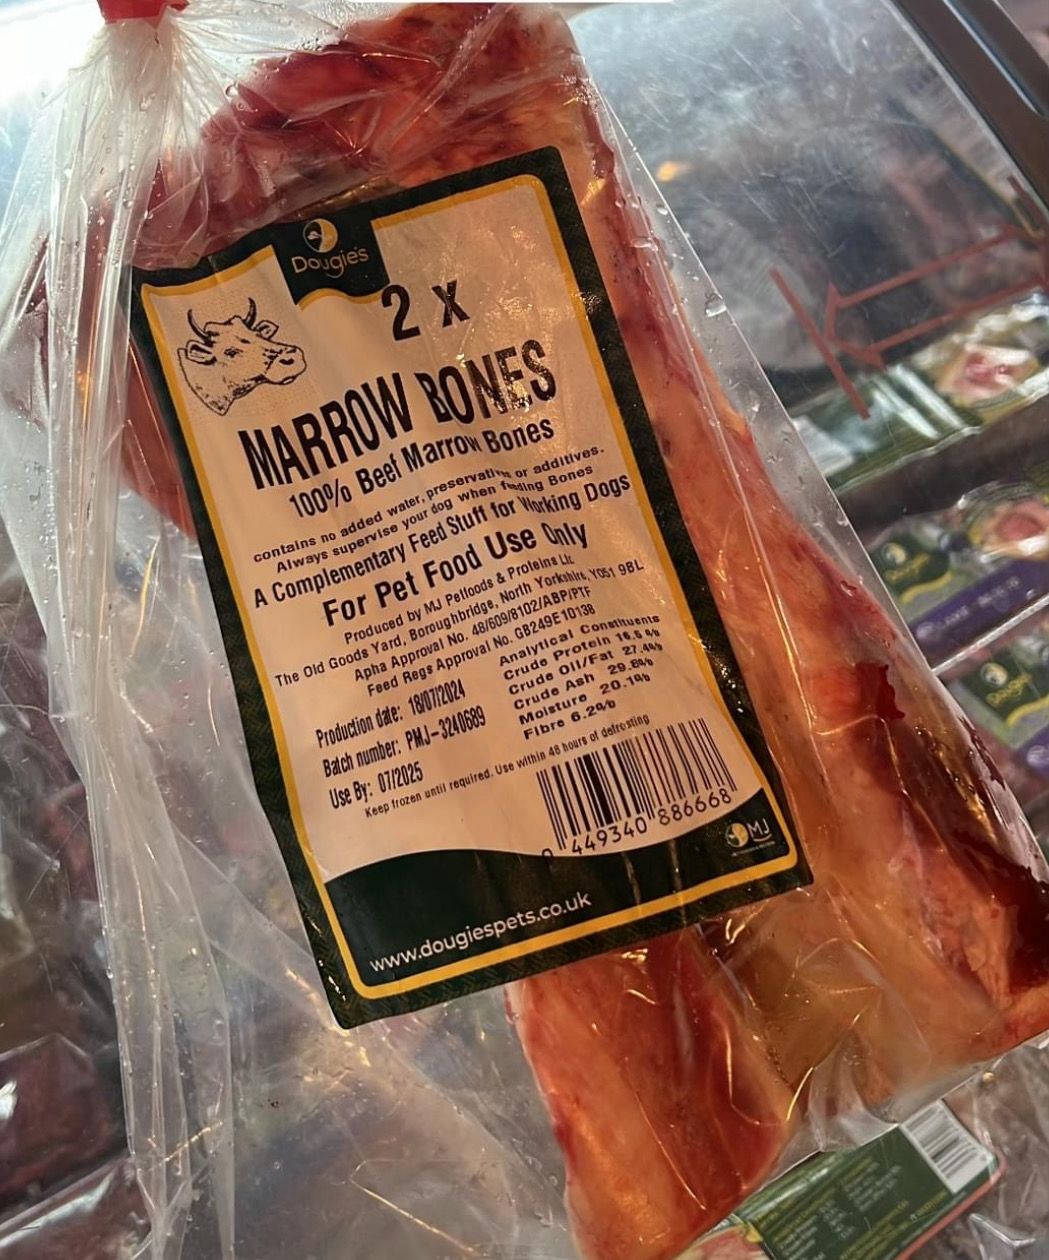 Dougie's
2 x
MARROW BONES
100% Beef Marrow Bones
contains no added water, preservatives or additives.
Always supervise your dog when feeding Bones
A Complementary Feed Stuff for Working Dogs
For Pet Food Use Only
Produced by MJ Petfoods & Proteins Ltd
The Old Goods Yard, Boroughbridge, North Yorkshire, YO51 9BL
Apha Approval No. 48/609/8102/ABP/PTF
Feed Regs Approval No. GB249E10138
Analytical Constituents
Crude Protein 16.5%
Crude Oil/Fat 27.4%
Crude Ash 29.8%
Moisture 20.1%
Fibre 6.2%
Production date: 18/07/2024
Batch number: PMJ-3240689
Use By: 07/2025
Keep frozen until required. Use within 48 hours of defrosting
0 449340 886668
MJ
www.dougiespets.co.uk
Dougie's